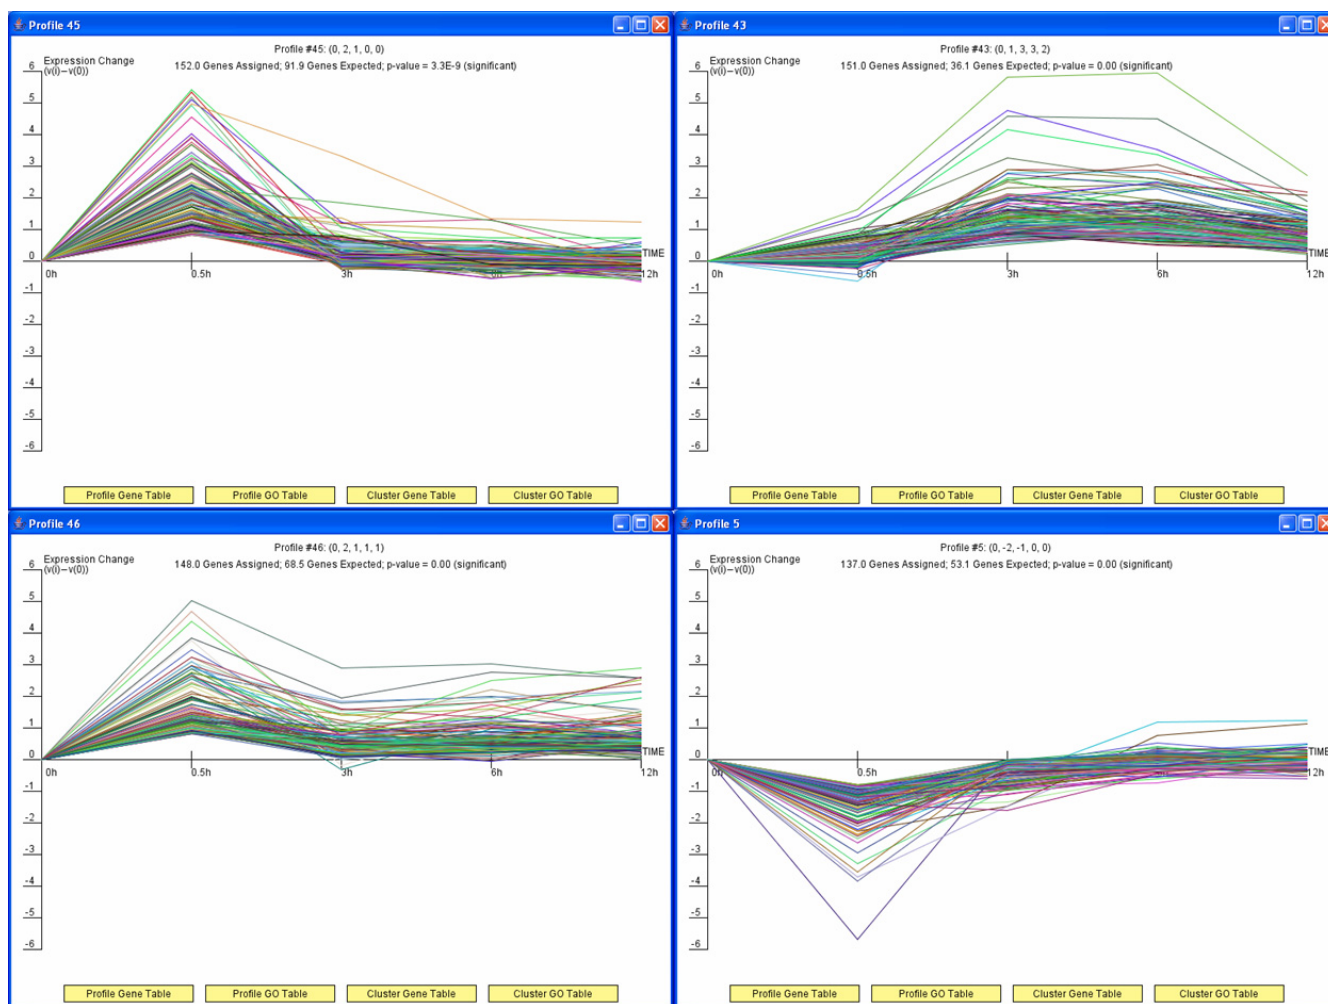 Profile 45
Profile #45: (0, 2, 1, 0, 0)
Expression Change
(v(i)-v(0))
152.0 Genes Assigned; 91.9 Genes Expected; p-value = 3.3E-9 (significant)
6
5
4
3
2
1
0
TIME
0h
0.5h
3h
12h
-1
-2
-3
-4
-5
-6
Profile Gene Table
Profile GO Table
Cluster Gene Table
Cluster GO Table
Profile 43
Profile #43: (0, 1, 3, 3, 2)
Expression Change
(v(i)-v(0))
151.0 Genes Assigned; 36.1 Genes Expected; p-value = 0.00 (significant)
6
5
4
3
2
1
0
TIME
0h
0.5h
3h
6h
12h
-1
-2
-3
-4
-5
-6
Profile Gene Table
Profile GO Table
Cluster Gene Table
Cluster GO Table
Profile 46
Profile #46: (0, 2, 1, 1, 1)
Expression Change
(v(i)-v(0))
148.0 Genes Assigned; 68.5 Genes Expected; p-value = 0.00 (significant)
6
5
4
3
2
1
0
TIME
0h
0.5h
3h
6h
12h
-1
-2
-3
-4
-5
-6
Profile Gene Table
Profile GO Table
Cluster Gene Table
Cluster GO Table
Profile 5
Profile #5: (0, -2, -1, 0, 0)
Expression Change
(v(i)-v(0))
137.0 Genes Assigned; 53.1 Genes Expected; p-value = 0.00 (significant)
6
5
4
3
2
1
0
TIME
0h
0.5h
12h
-1
-2
-3
-4
-5
-6
Profile Gene Table
Profile GO Table
Cluster Gene Table
Cluster GO Table